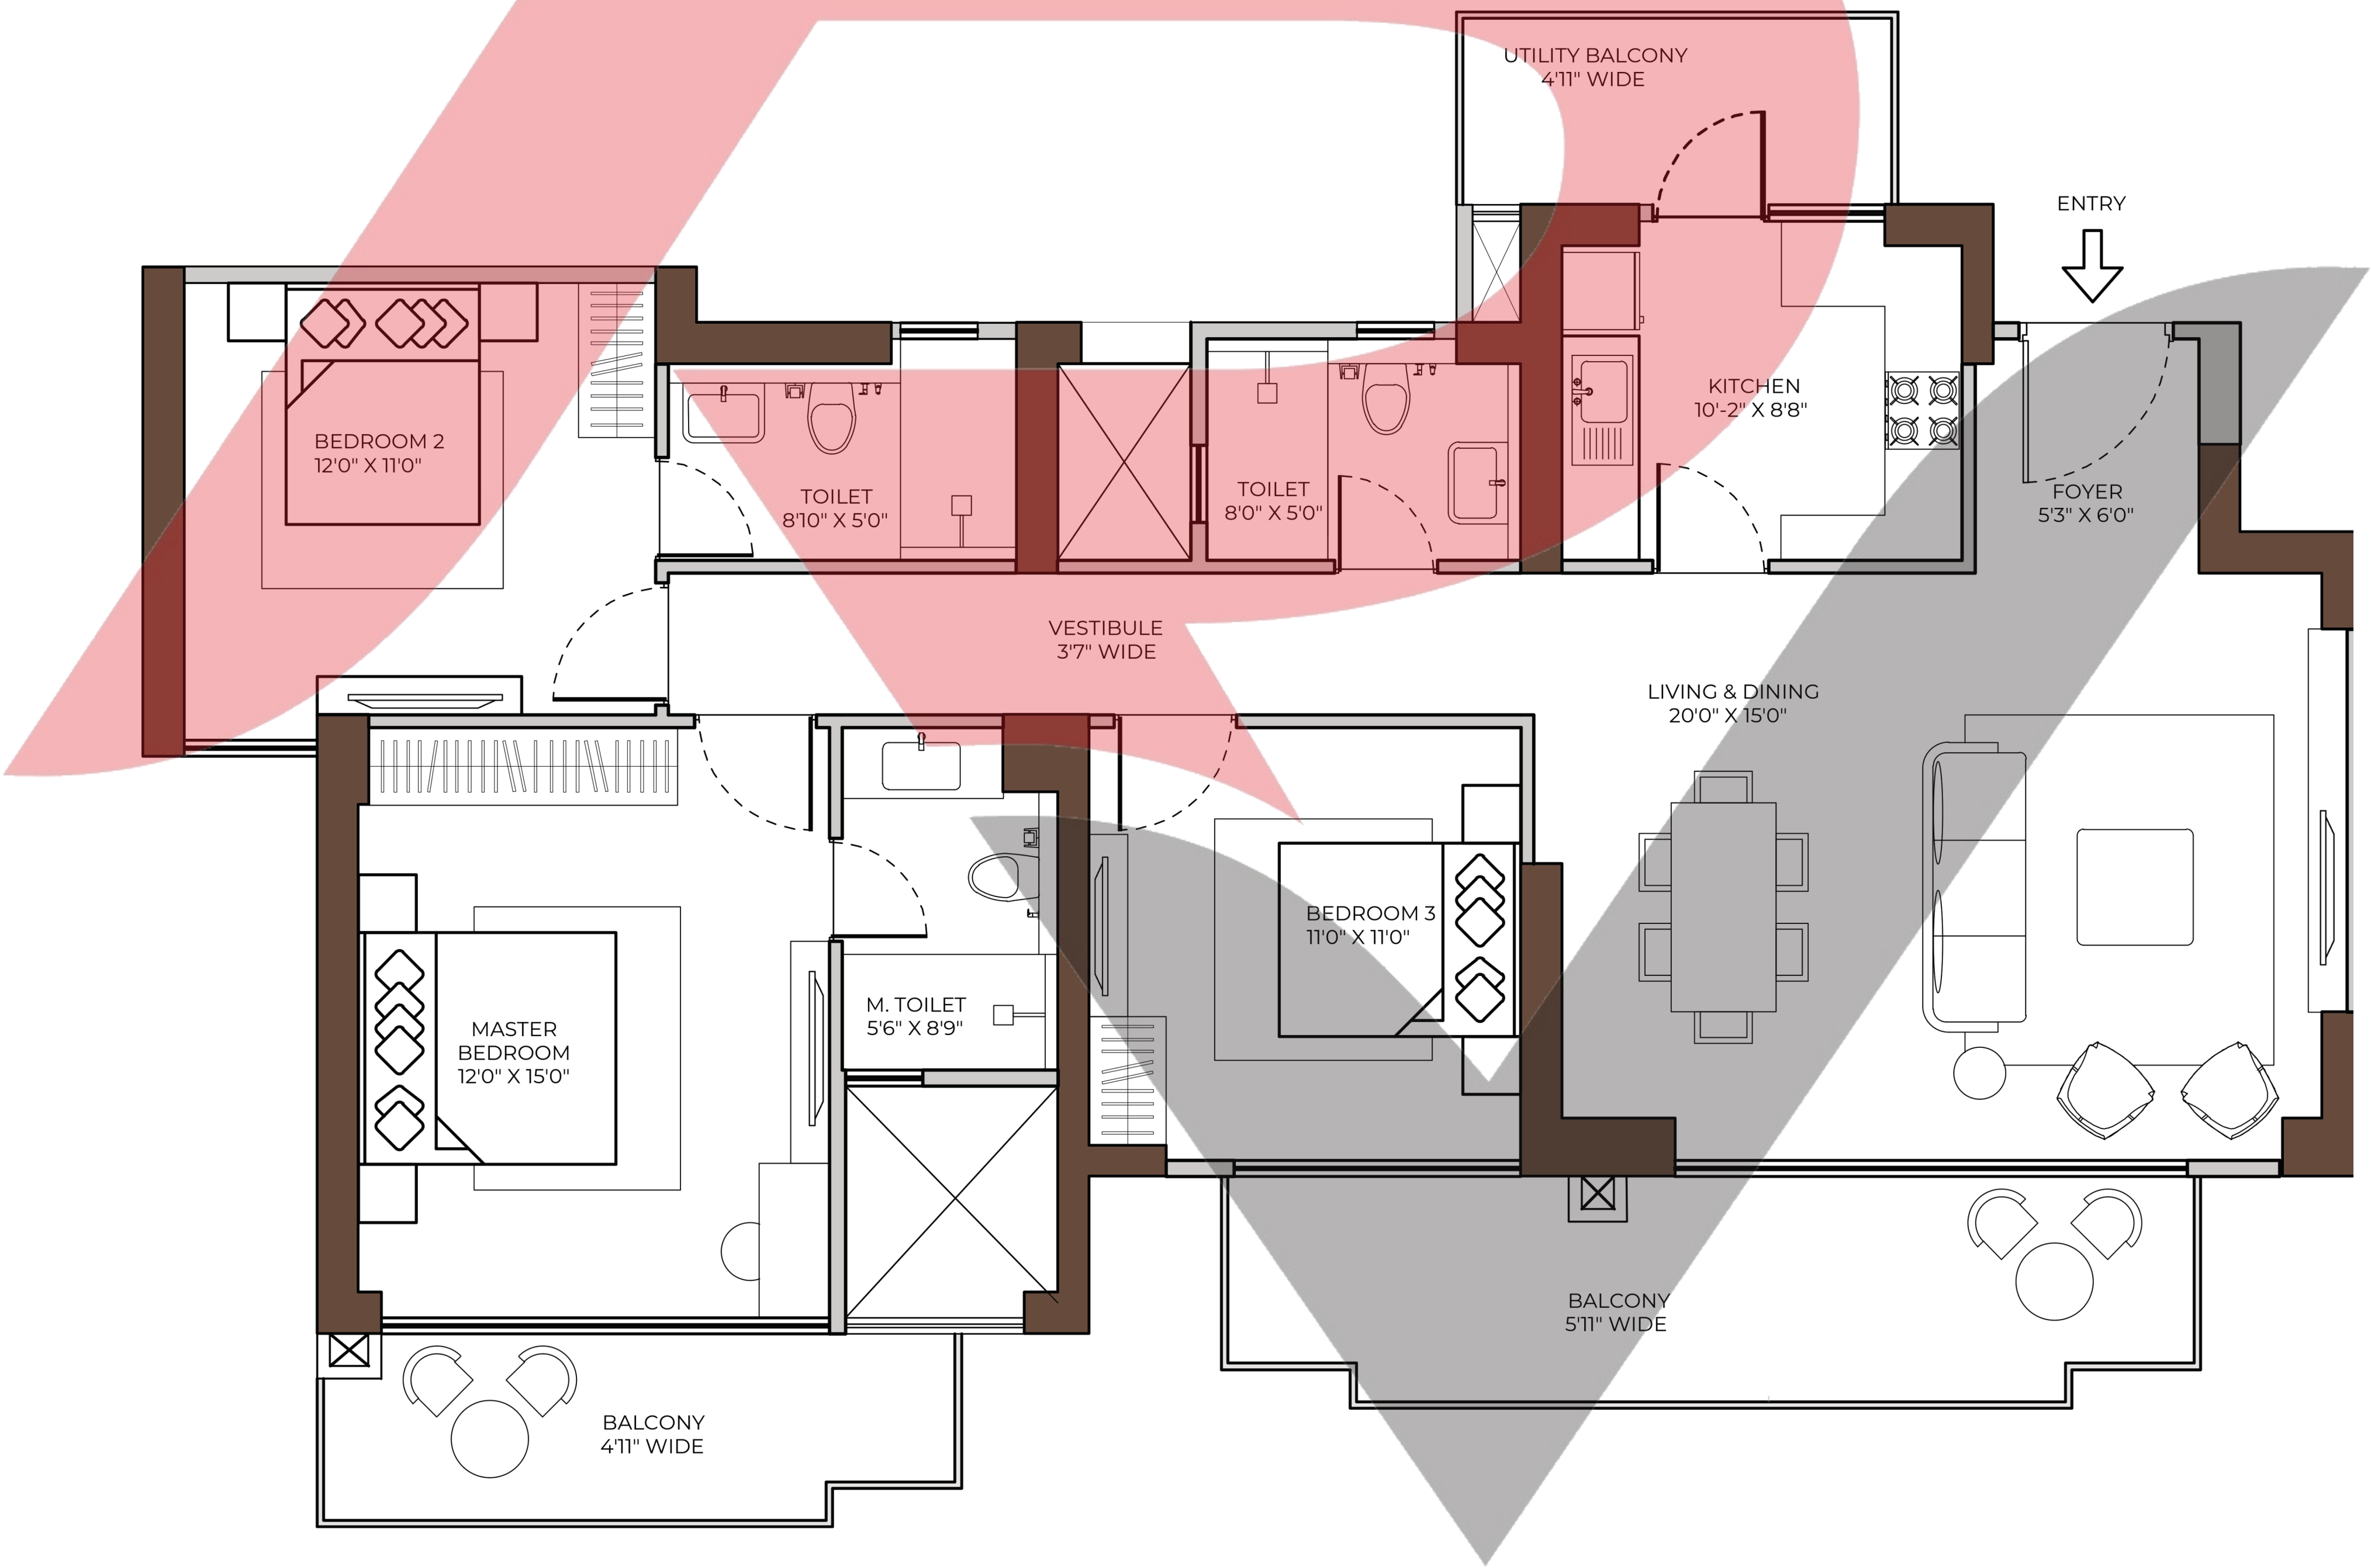 UTILITY BALCONY
4'11" WIDE
ENTRY
KITCHEN
10'-2" X 8'8"
BEDROOM 2
12'0" X 11'0"
TOILET
8'10" X 5'0"
TOILET
8'0" X 5'0"
FOYER
5'3" X 6'0"
VESTIBULE
3'7" WIDE
LIVING & DINING
20'0" X 15'0"
BEDROOM 3
11'0" X 11'0"
M. TOILET
5'6" X 8'9"
MASTER
BEDROOM
12'0" X 15'0"
BALCONY
5'11" WIDE
BALCONY
4'11" WIDE